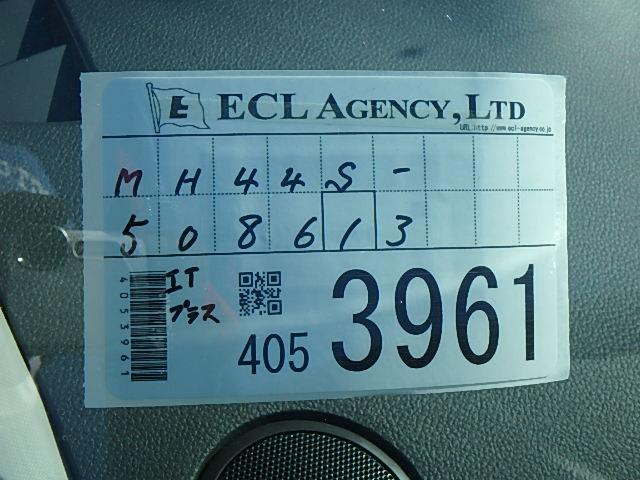 E ECL AGENCY, LTD
URL:http://www.ecl-agency.co.jp
MH44S-
508613
4053961
IT
プラス
405 3961